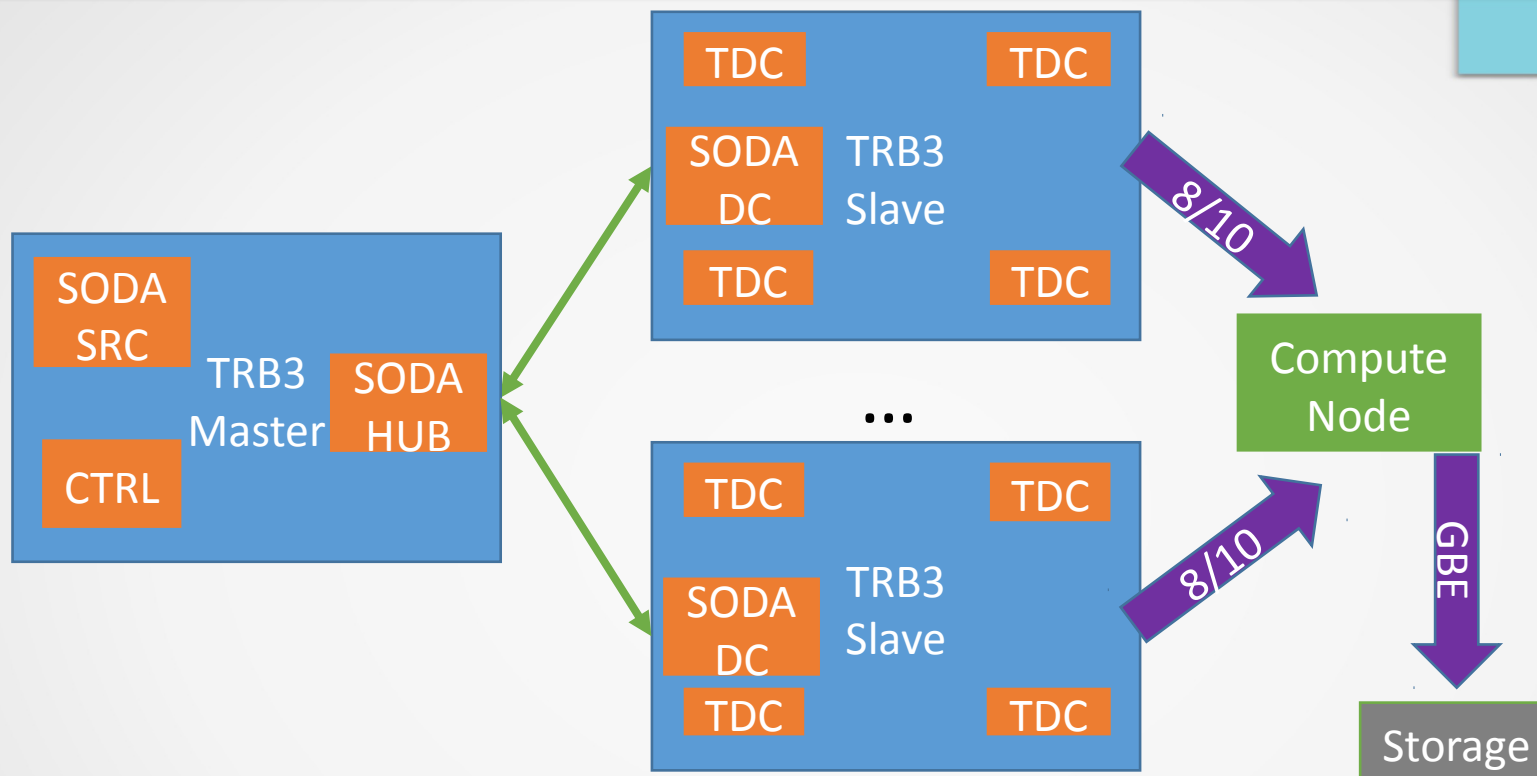 SODA
SRC
TRB3
Master
SODA
HUB
CTRL
TDC
TDC
SODA
DC
TRB3
Slave
TDC
TDC
...
TDC
TDC
SODA
DC
TRB3
Slave
TDC
TDC
8/10
8/10
Compute
Node
GBE
Storage